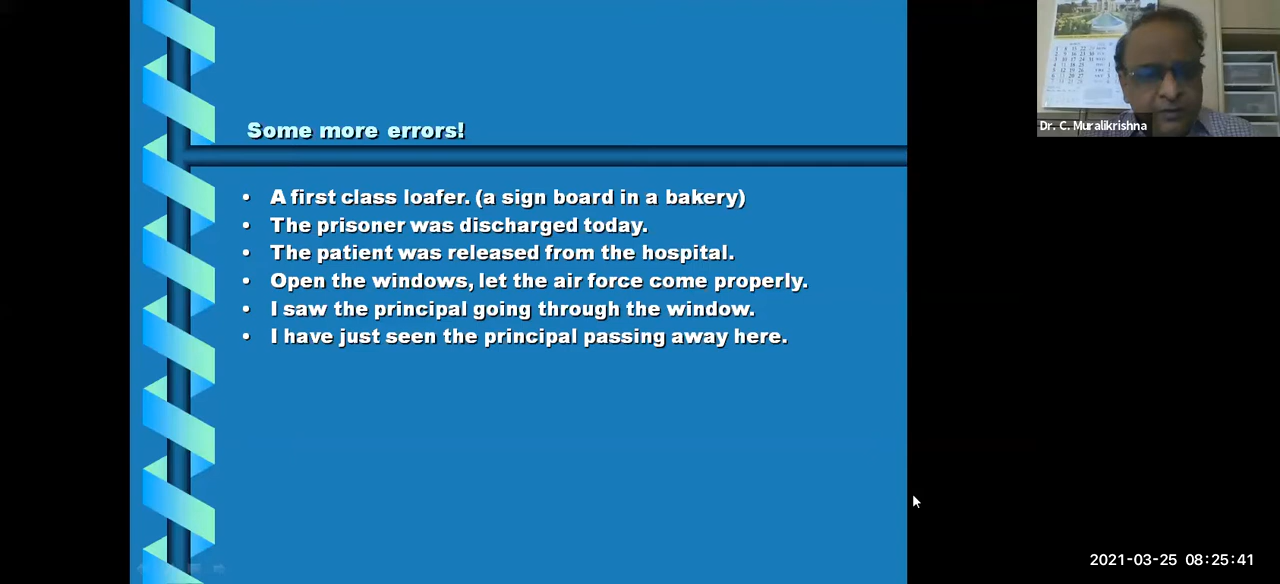 Some more errors!
• A first class loafer. (a sign board in a bakery)
• The prisoner was discharged today.
• The patient was released from the hospital.
• Open the windows, let the air force come properly.
• I saw the principal going through the window.
• I have just seen the principal passing away here.
Dr. C. Muralikrishna
2021-03-25 08:25:41